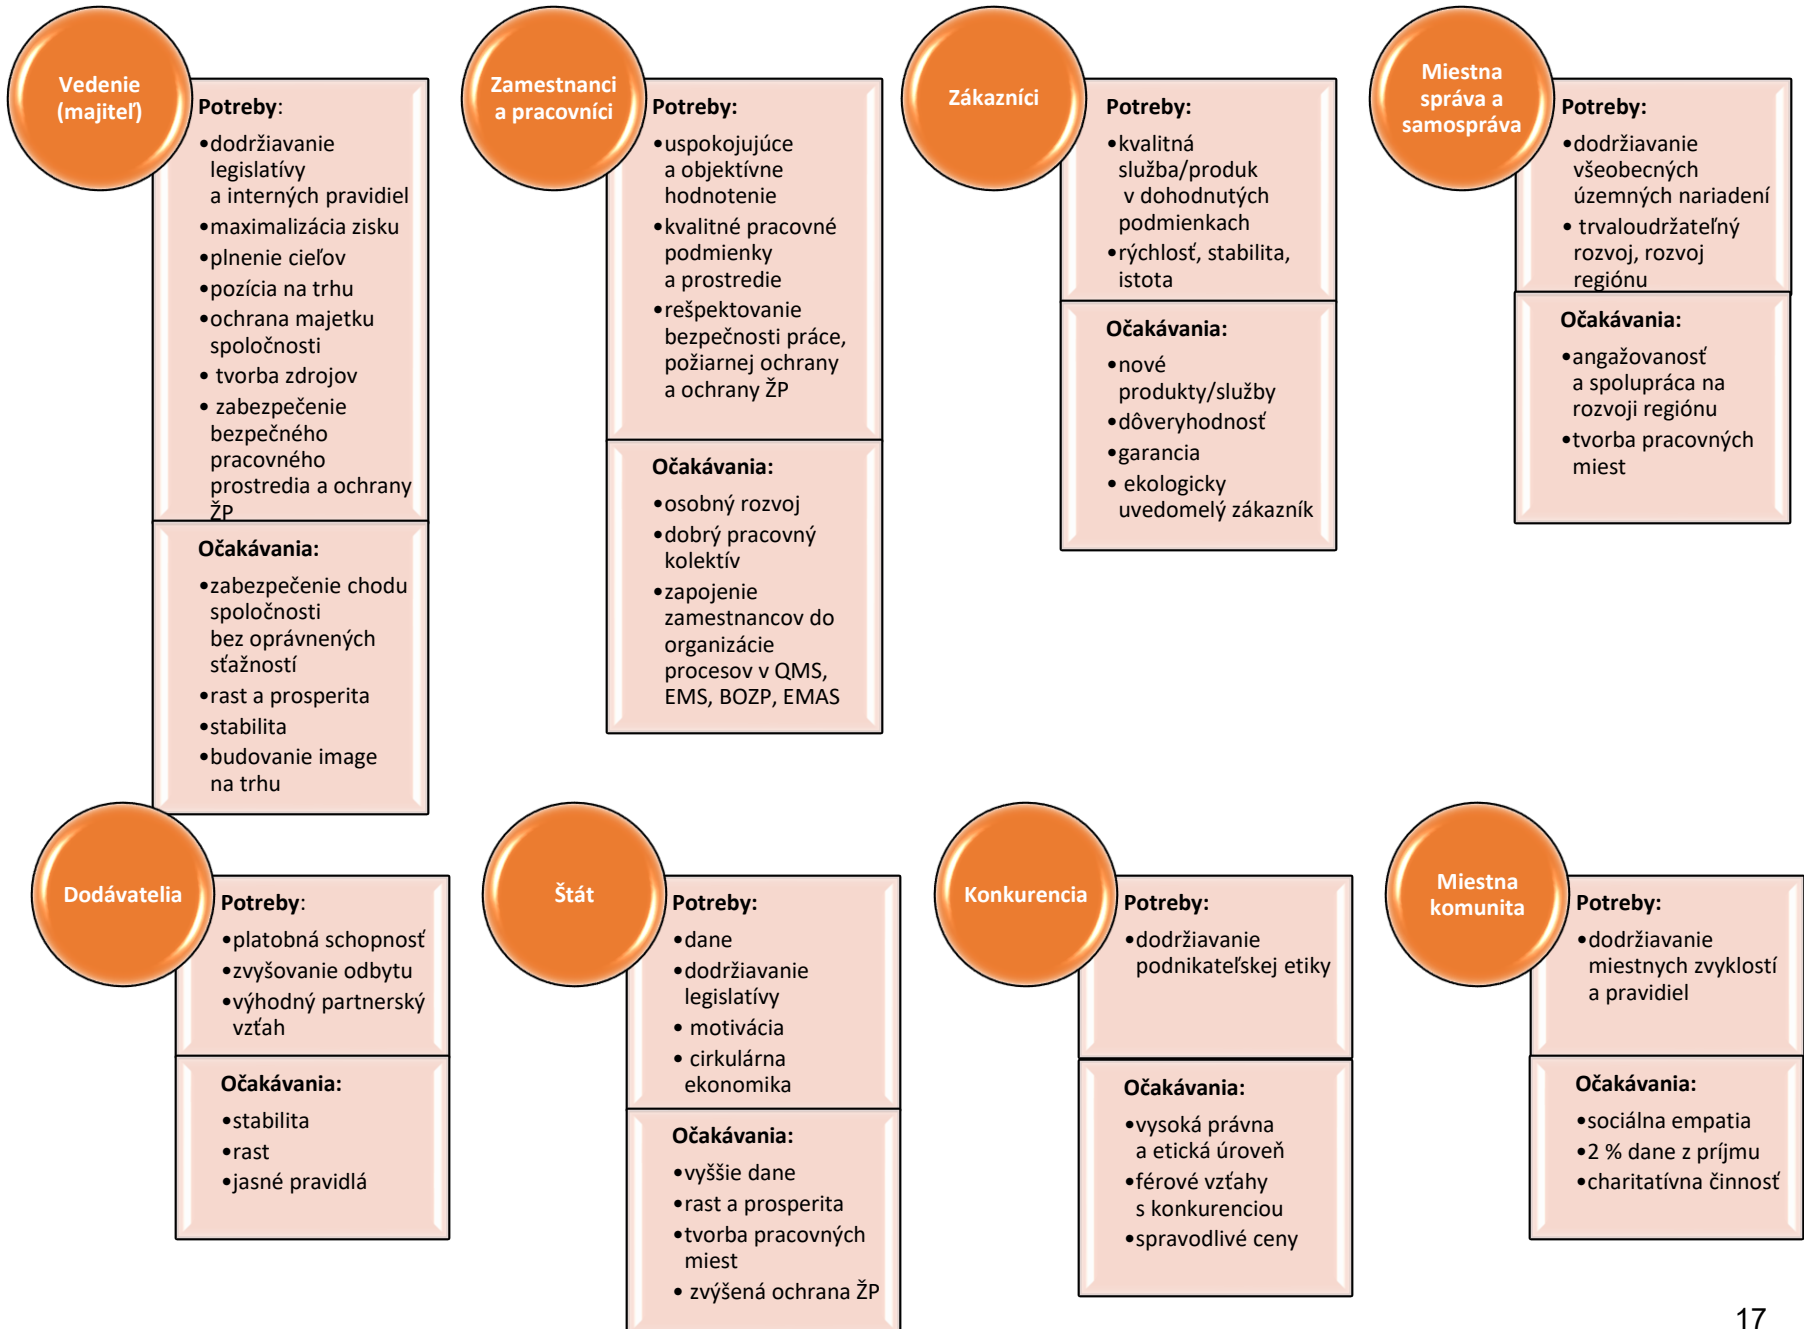 Vedenie
(majiteľ)
Potreby:
•dodržiavanie
legislatívy
a interných pravidiel
•maximalizácia zisku
•plnenie cieľov
•pozícia na trhu
•ochrana majetku
spoločnosti
• tvorba zdrojov
• zabezpečenie
bezpečného
pracovného
prostredia a ochrany
ŽP
Očakávania:
•zabezpečenie chodu
spoločnosti
bez oprávnených
sťažností
•rast a prosperita
•stabilita
•budovanie image
na trhu
Zamestnanci
a pracovníci
Potreby:
•uspokojujúce
a objektívne
hodnotenie
•kvalitné pracovné
podmienky
a prostredie
•rešpektovanie
bezpečnosti práce,
požiarnej ochrany
a ochrany ŽP
Očakávania:
•osobný rozvoj
•dobrý pracovný
kolektív
•zapojenie
zamestnancov do
organizácie
procesov v QMS,
EMS, BOZP, EMAS
Zákazníci
Potreby:
•kvalitná
služba/produk
v dohodnutých
podmienkach
•rýchlosť, stabilita,
istota
Očakávania:
•nové
produkty/služby
•dôveryhodnosť
•garancia
• ekologicky
uvedomelý zákazník
Miestna
správa a
samospráva
Potreby:
•dodržiavanie
všeobecných
územných nariadení
• trvaloudržateľný
rozvoj, rozvoj
regiónu
Očakávania:
•angažovanosť
a spolupráca na
rozvoji regiónu
•tvorba pracovných
miest
Dodávatelia
Potreby:
•platobná schopnosť
•zvyšovanie odbytu
•výhodný partnerský
vzťah
Očakávania:
•stabilita
•rast
•jasné pravidlá
Štát
Potreby:
•dane
•dodržiavanie
legislatívy
• motivácia
• cirkulárna
ekonomika
Očakávania:
•vyššie dane
•rast a prosperita
•tvorba pracovných
miest
• zvýšená ochrana ŽP
Konkurencia
Potreby:
•dodržiavanie
podnikateľskej etiky
Očakávania:
•vysoká právna
a etická úroveň
•férové vzťahy
s konkurenciou
•spravodlivé ceny
Miestna
komunita
Potreby:
•dodržiavanie
miestnych zvyklostí
a pravidiel
Očakávania:
•sociálna empatia
•2 % dane z príjmu
•charitatívna činnosť
17